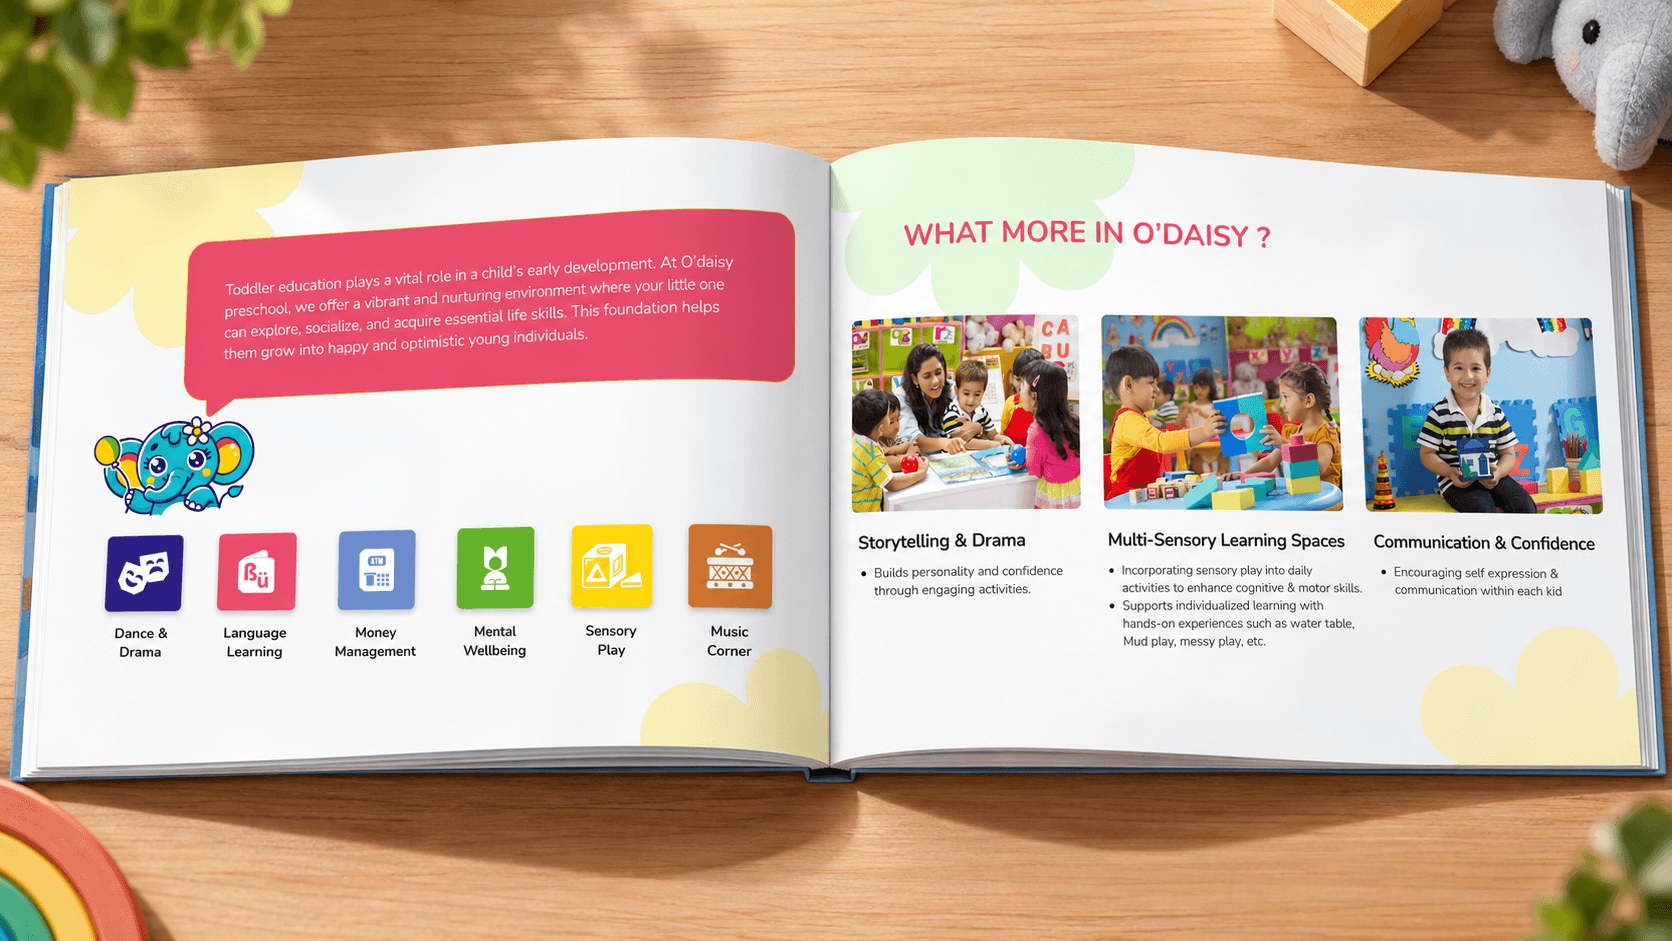 Toddler education plays a vital role in a child's early development. At O'daisy
preschool, we offer a vibrant and nurturing environment where your little one
can explore, socialize, and acquire essential life skills. This foundation helps
them grow into happy and optimistic young individuals.
ATM
ßü
Dance &
Drama
Language
Learning
Money
Management
Mental
Wellbeing
Sensory
Play
Music
Corner
WHAT MORE IN O'DAISY ?
C A
B U
X Y Z
G
Z
Storytelling & Drama
• Builds personality and confidence
through engaging activities.
Multi-Sensory Learning Spaces
• Incorporating sensory play into daily
activities to enhance cognitive & motor skills.
• Supports individualized learning with
hands-on experiences such as water table,
Mud play, messy play, etc.
Communication & Confidence
• Encouraging self expression &
communication within each kid